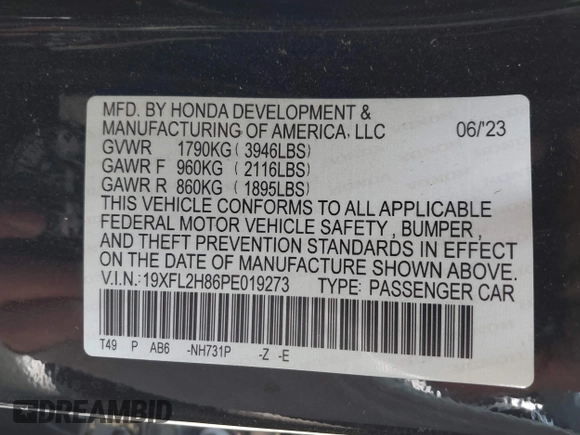 MFD. BY HONDA DEVELOPMENT &
MANUFACTURING OF AMERICA, LLC 06/'23
GVWR 1790KG ( 3946LBS)
GAWR F 960KG ( 2116LBS)
GAWR R 860KG ( 1895LBS)
THIS VEHICLE CONFORMS TO ALL APPLICABLE
FEDERAL MOTOR VEHICLE SAFETY , BUMPER ,
AND THEFT PREVENTION STANDARDS IN EFFECT
ON THE DATE OF MANUFACTURE SHOWN ABOVE.
V.I.N.:19XFL2H86PE019273 TYPE: PASSENGER CAR
T49 P AB6 -NH731P -Z -E
DREAMBID